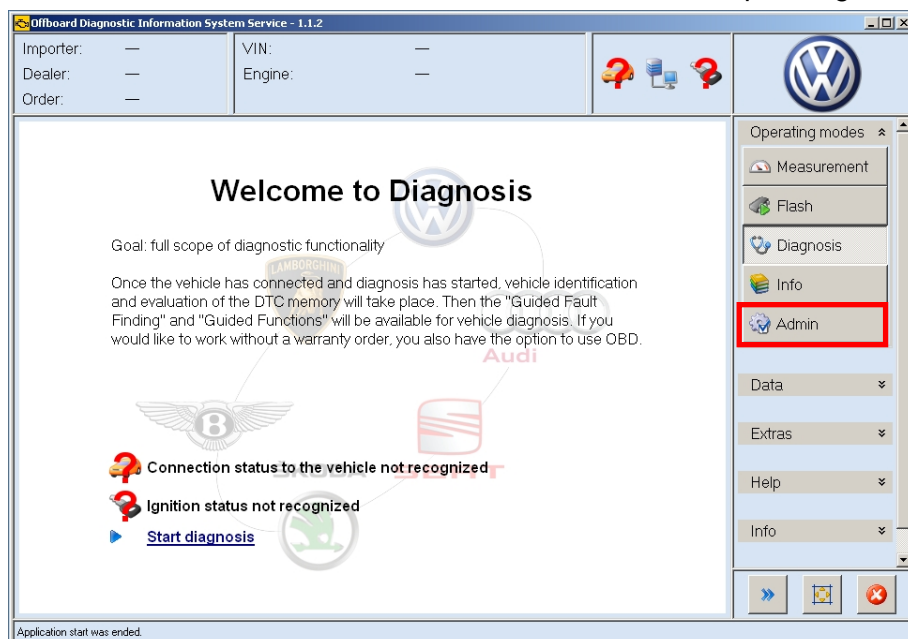 Offboard Diagnostic Information System Service - 1.1.2
Importer: —
Dealer: —
Order: —
VIN: —
Engine: —
Welcome to Diagnosis
Goal: full scope of diagnostic functionality
Once the vehicle has connected and diagnosis has started, vehicle identification
and evaluation of the DTC memory will take place. Then the "Guided Fault
Finding" and "Guided Functions" will be available for vehicle diagnosis. If you
would like to work without a warranty order, you also have the option to use OBD.
LAMBORGHINI
Audi
B
ŠKODA
SEAT
Connection status to the vehicle not recognized
Ignition status not recognized
Start diagnosis
Operating modes
Measurement
Flash
Diagnosis
Info
Admin
Data
Extras
Help
Info
Application start was ended.